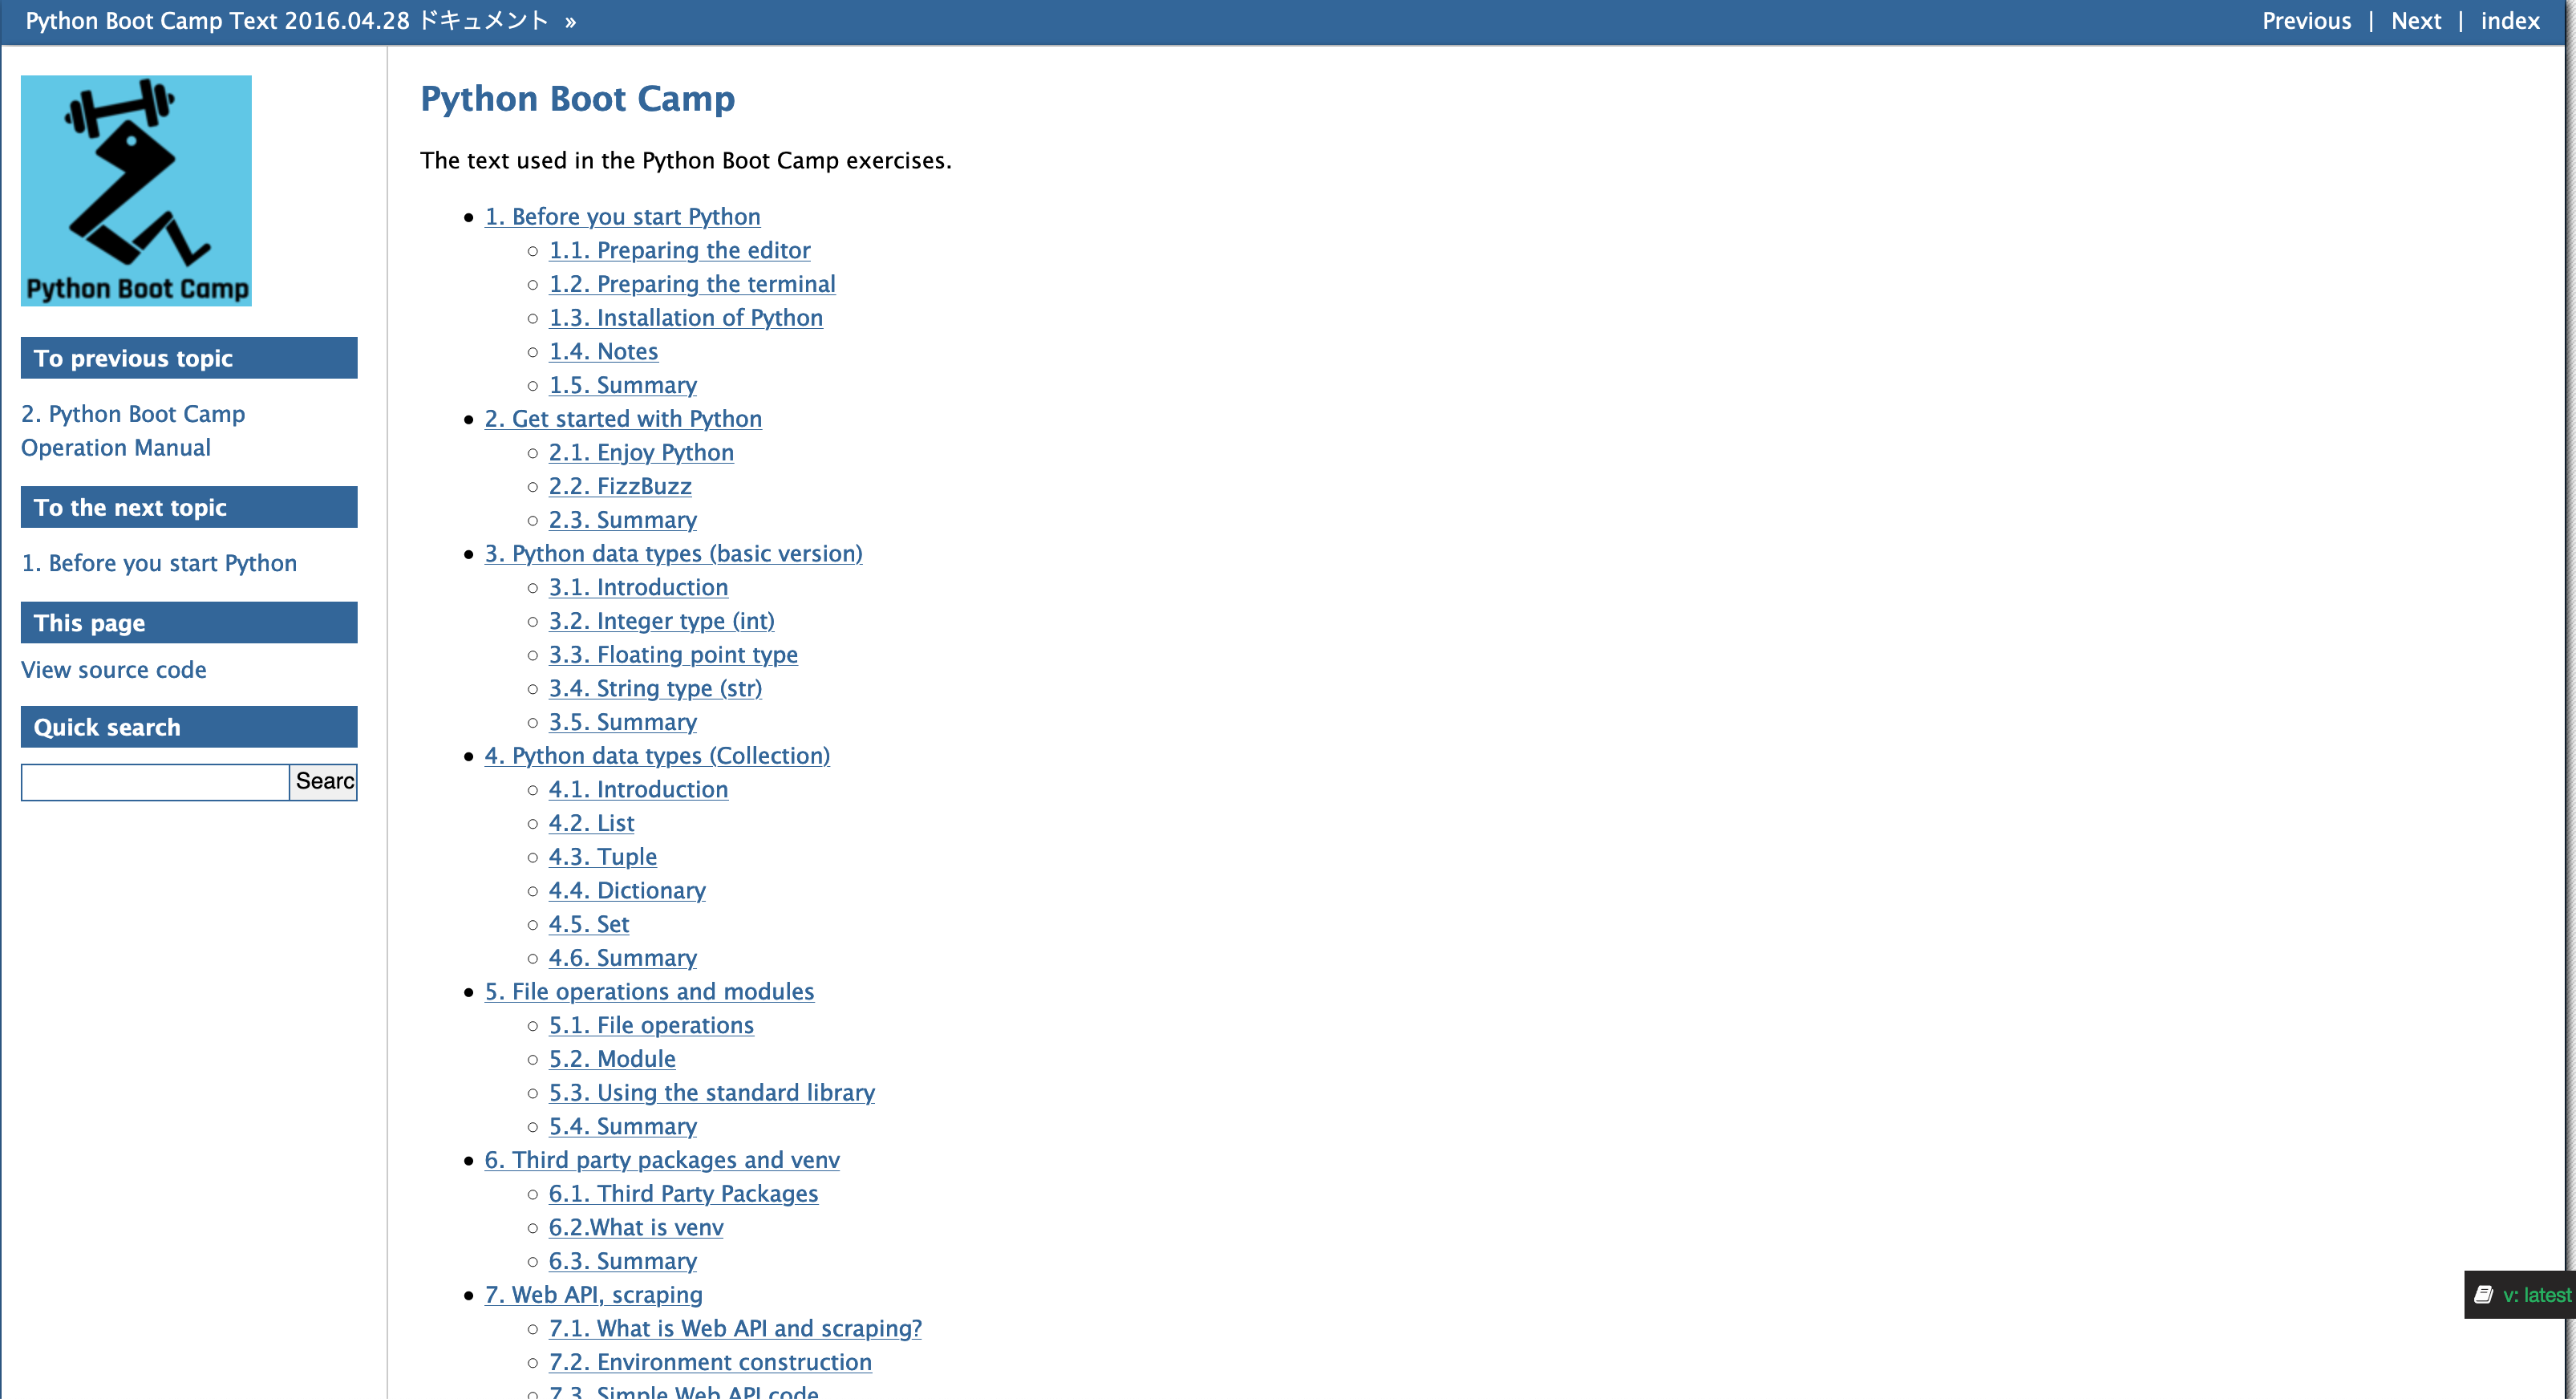 Python Boot Camp Text 2016.04.28 ドキュメント »
Previous | Next | index
Python Boot Camp
To previous topic
2. Python Boot Camp
Operation Manual
To the next topic
1. Before you start Python
This page
View source code
Quick search
Searc
Python Boot Camp
The text used in the Python Boot Camp exercises.
1. Before you start Python
1.1. Preparing the editor
1.2. Preparing the terminal
1.3. Installation of Python
1.4. Notes
1.5. Summary
2. Get started with Python
2.1. Enjoy Python
2.2. FizzBuzz
2.3. Summary
3. Python data types (basic version)
3.1. Introduction
3.2. Integer type (int)
3.3. Floating point type
3.4. String type (str)
3.5. Summary
4. Python data types (Collection)
4.1. Introduction
4.2. List
4.3. Tuple
4.4. Dictionary
4.5. Set
4.6. Summary
5. File operations and modules
5.1. File operations
5.2. Module
5.3. Using the standard library
5.4. Summary
6. Third party packages and venv
6.1. Third Party Packages
6.2.What is venv
6.3. Summary
7. Web API, scraping
7.1. What is Web API and scraping?
7.2. Environment construction
7.3. Simple Web API code
v: latest